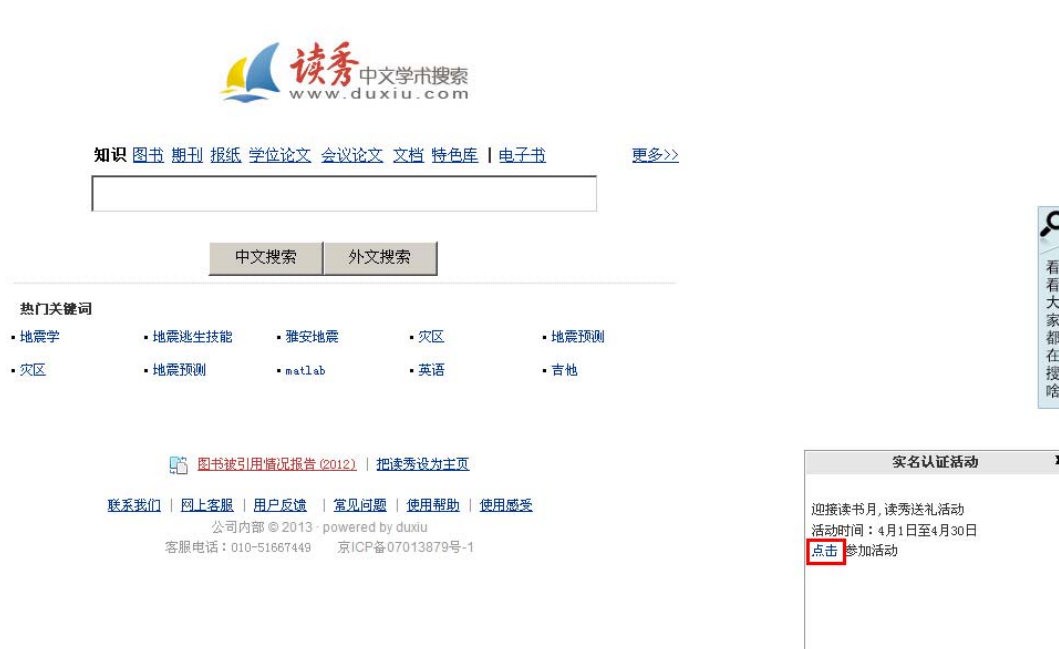 读秀中文学术搜索
www.duxiu.com
知识 图书 期刊 报纸 学位论文 会议论文 文档 特色库 | 电子书 更多>>
中文搜索 外文搜索
热门关键词
地震学 地震逃生技能 雅安地震 灾区 地震预测
灾区 地震预测 matlab 英语 吉他
看看大家都在搜啥
图书被引用情况报告(2012) | 把读秀设为主页
联系我们 | 网上客服 | 用户反馈 | 常见问题 | 使用帮助 | 使用感受
公司内部 © 2013 · powered by duxiu
客服电话：010-51667449 京ICP备07013879号-1
实名认证活动
迎接读书月,读秀送礼活动
活动时间：4月1日至4月30日
点击 参加活动